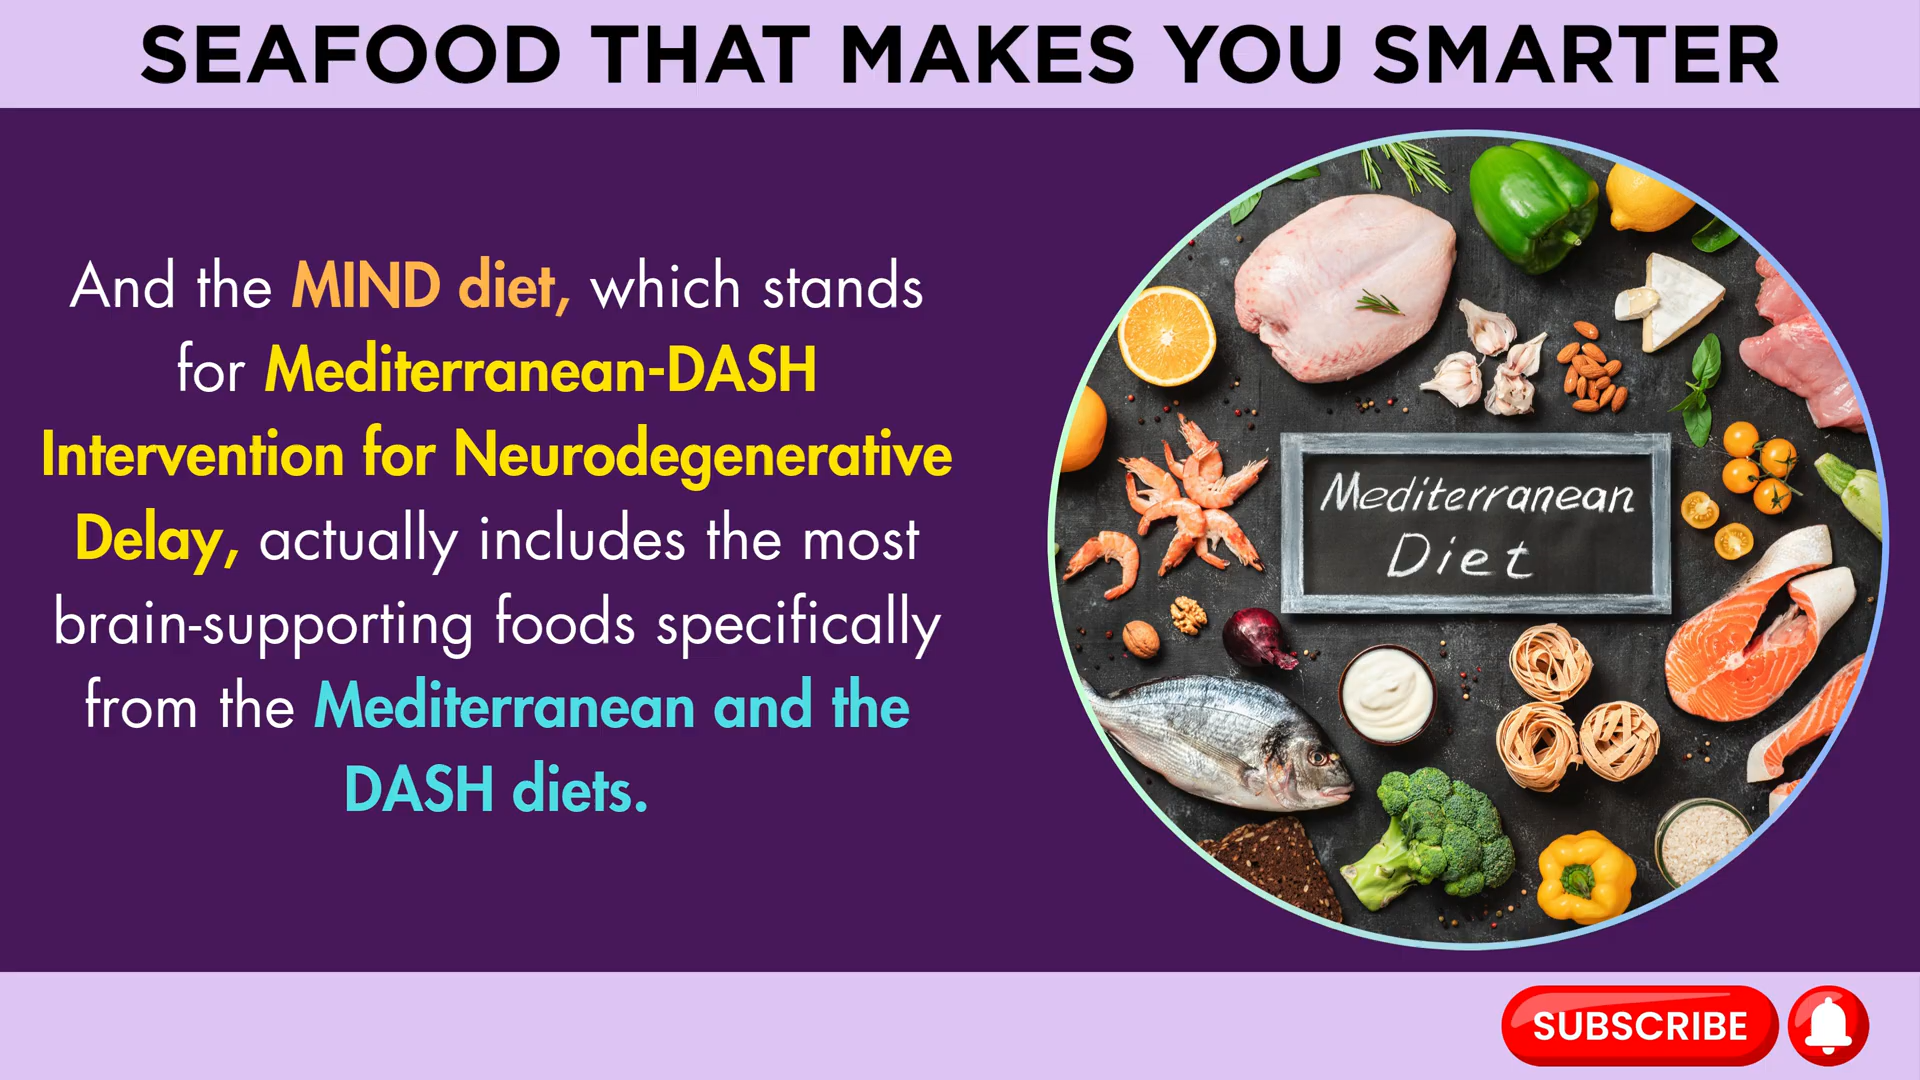 SEAFOOD THAT MAKES YOU SMARTER
And the MIND diet, which stands
for Mediterranean-DASH
Intervention for Neurodegenerative
Delay, actually includes the most
brain-supporting foods specifically
from the Mediterranean and the
DASH diets.
Mediterranean
Diet
SUBSCRIBE